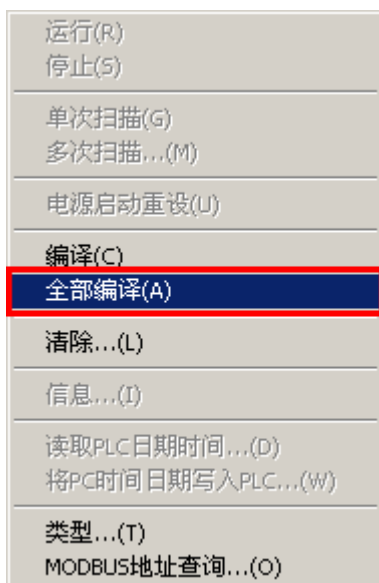 运行(R)
停止(S)
单次扫描(G)
多次扫描...(M)
电源启动重设(U)
编译(C)
全部编译(A)
清除...(L)
信息...(I)
读取PLC日期时间...(D)
将PC时间日期写入PLC...(W)
类型...(T)
MODBUS地址查询...(O)